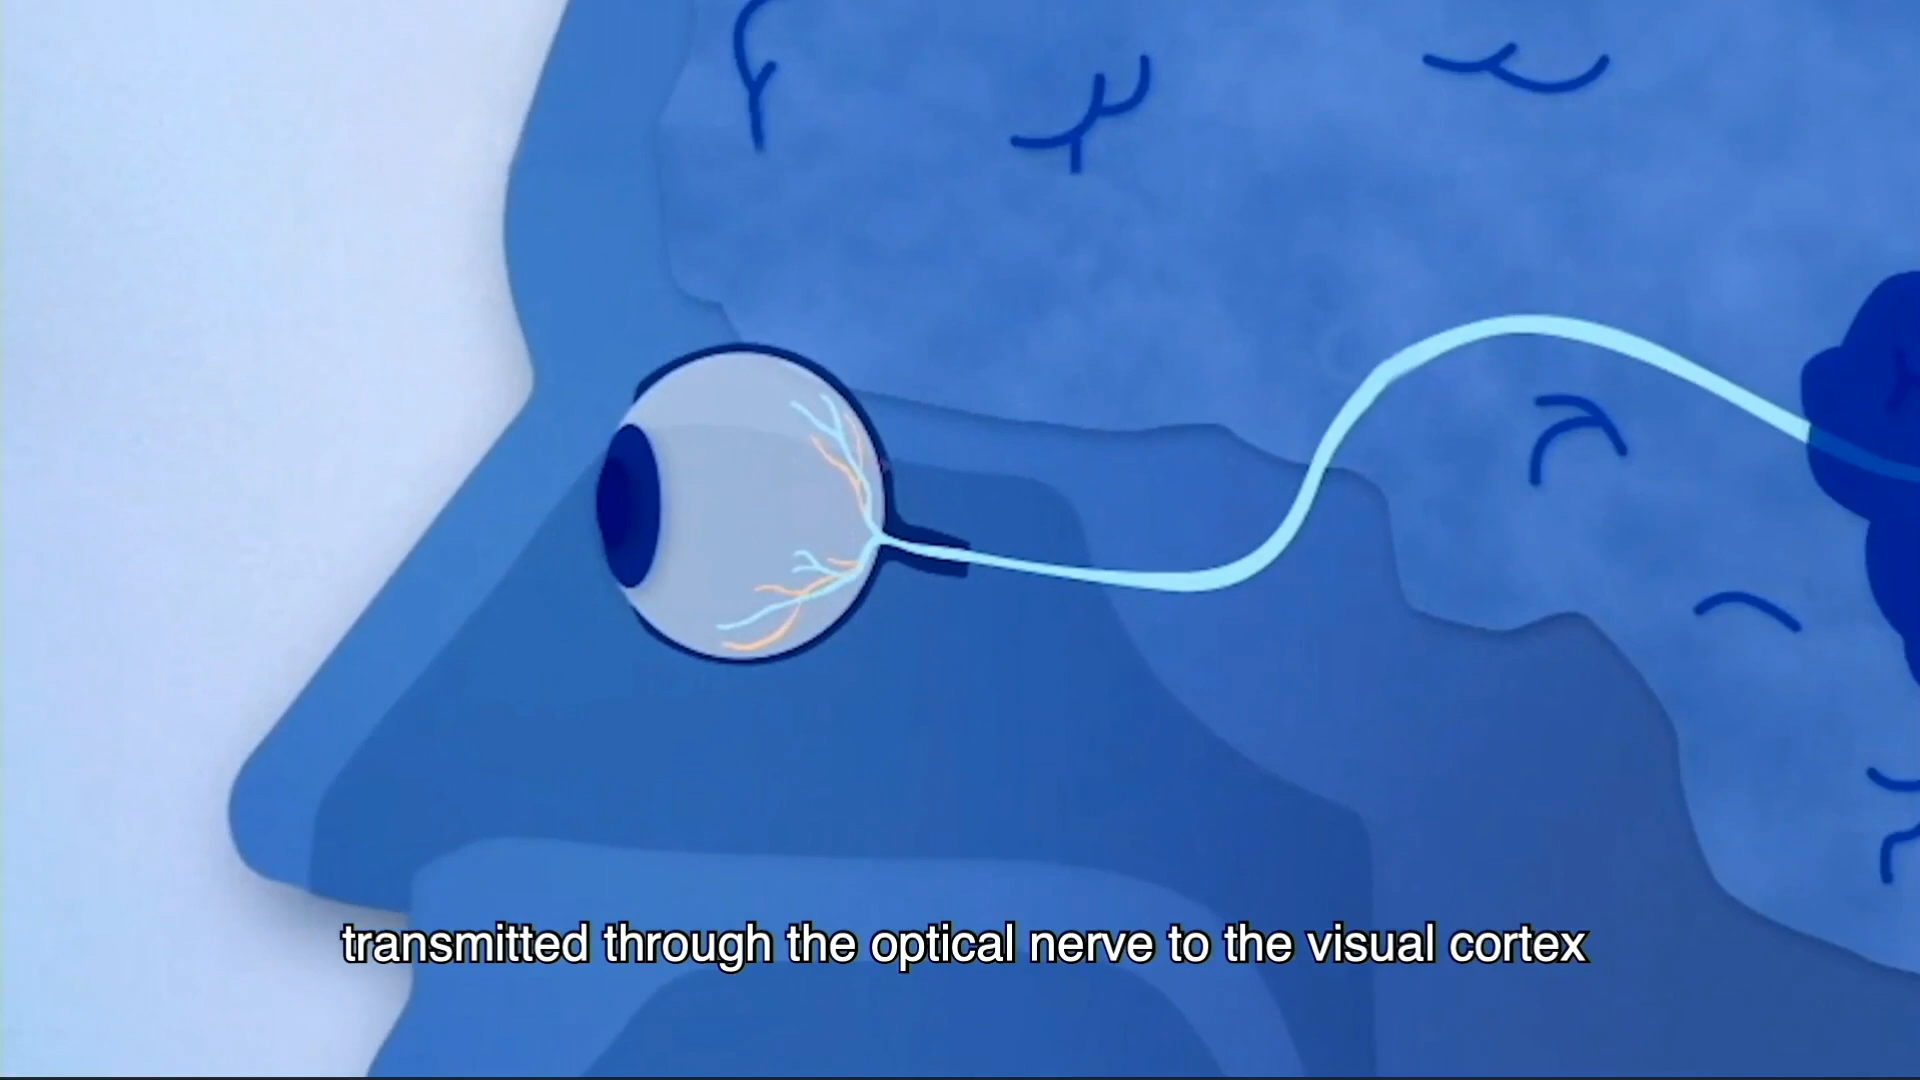 transmitted through the optical nerve to the visual cortex